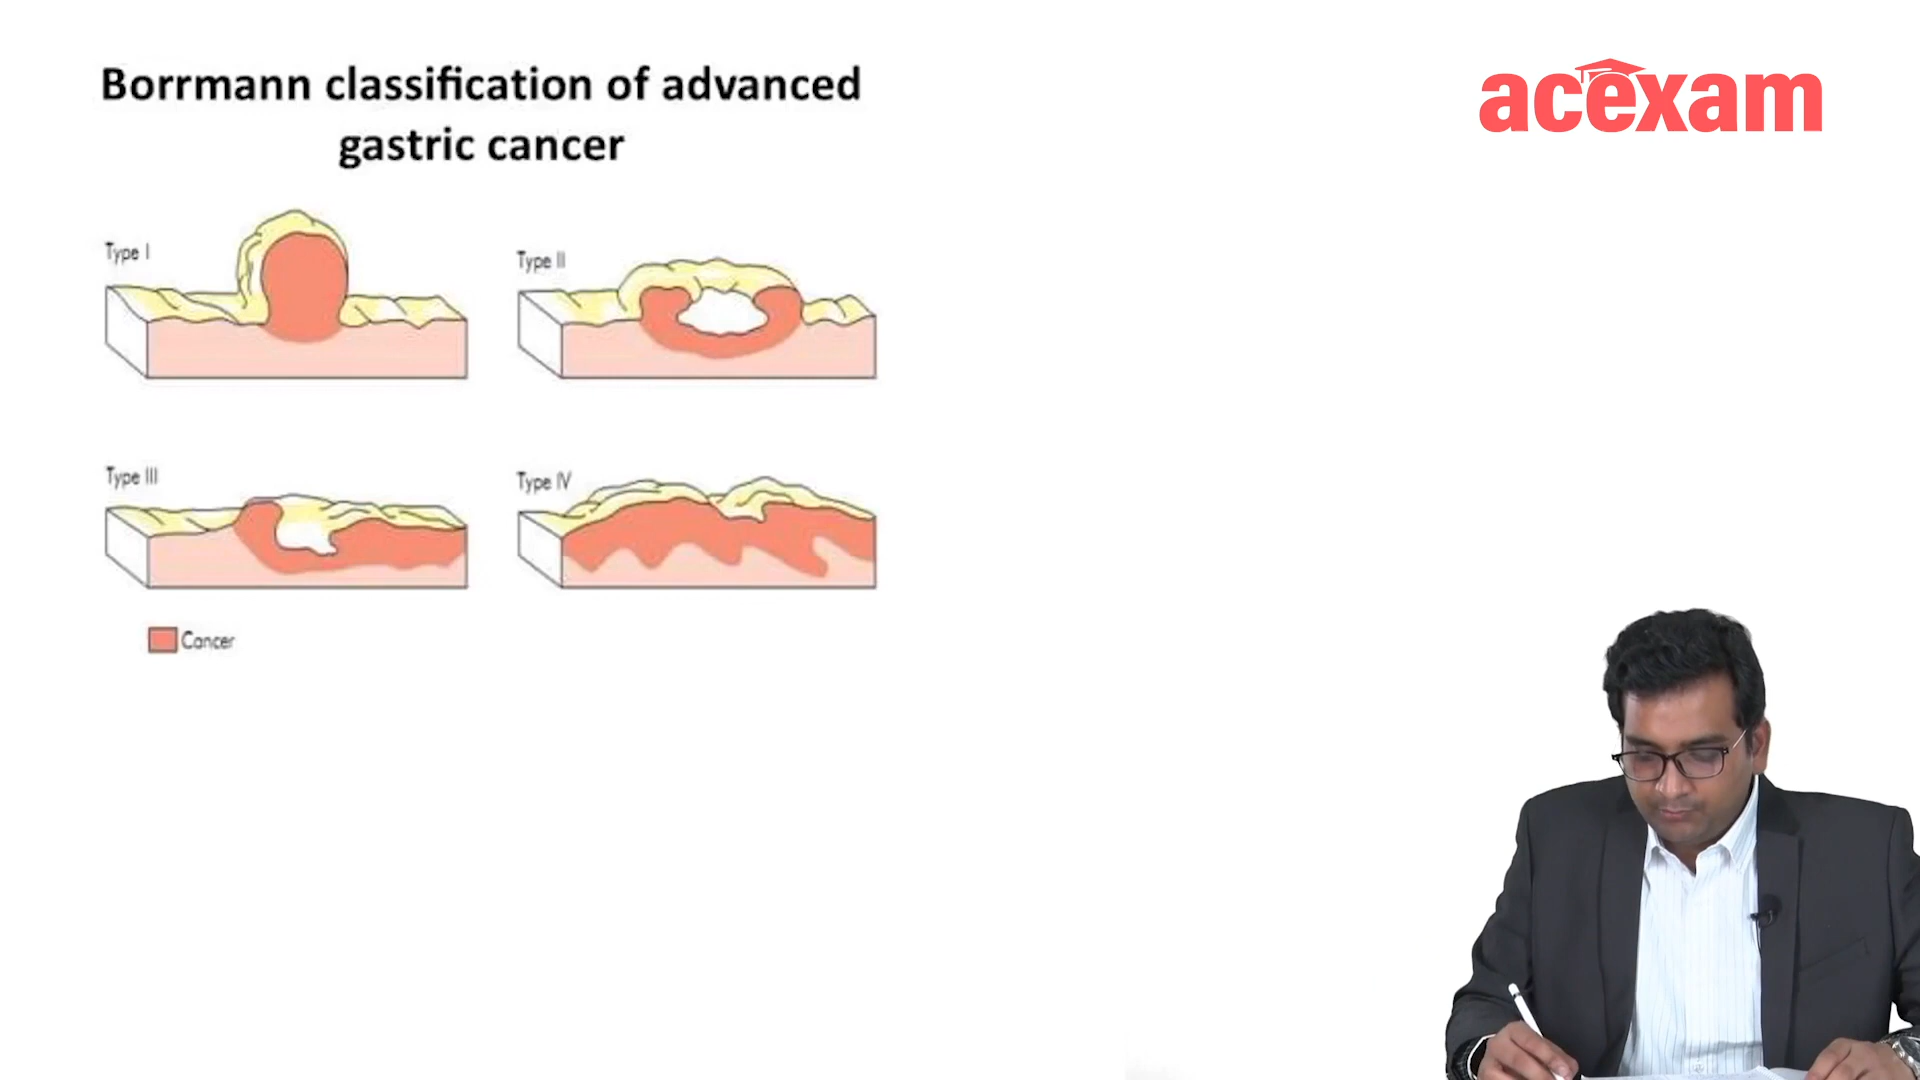 Borrmann classification of advanced
gastric cancer
acexam
Type I
Type II
Type III
Type IV
Cancer